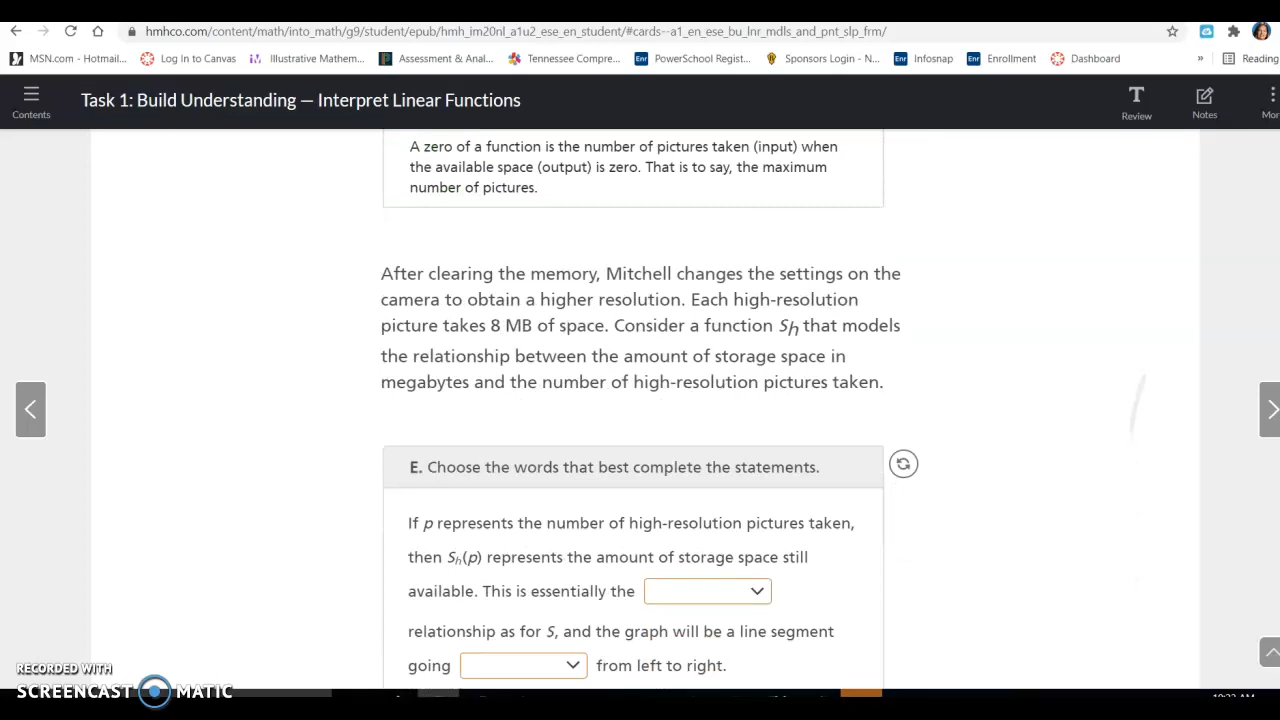 hmhco.com/content/math/into_math/g9/student/epub/hmh_im20nl_a1u2_ese_en_student/#cards--a1_en_ese_bu_lnr_mdls_and_pnt_slp_frm/
MSN.com - Hotmail... Log In to Canvas Illustrative Mathem... Assessment & Anal... Tennessee Compre... Enr PowerSchool Regist... Sponsors Login - N... Enr Infosnap Enr Enrollment Dashboard » Reading
Contents
Task 1: Build Understanding — Interpret Linear Functions
Review
Notes
Mor
A zero of a function is the number of pictures taken (input) when
the available space (output) is zero. That is to say, the maximum
number of pictures.
After clearing the memory, Mitchell changes the settings on the
camera to obtain a higher resolution. Each high-resolution
picture takes 8 MB of space. Consider a function Sh that models
the relationship between the amount of storage space in
megabytes and the number of high-resolution pictures taken.
E. Choose the words that best complete the statements.
If p represents the number of high-resolution pictures taken,
then Sh(p) represents the amount of storage space still
available. This is essentially the
relationship as for S, and the graph will be a line segment
going from left to right.
RECORDED WITH
SCREENCAST MATIC